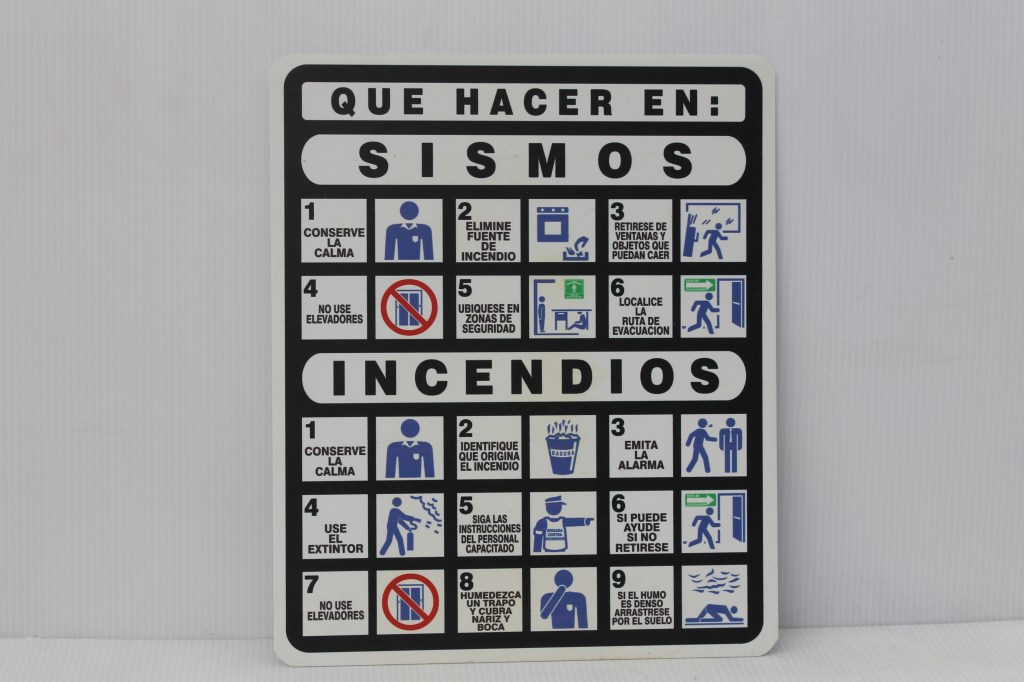 QUE HACER EN:
SISMOS
1
CONSERVE
LA
CALMA
2
ELIMINE
FUENTE
DE
INCENDIO
3
RETIRESE DE
VENTANAS Y
OBJETOS QUE
PUEDAN CAER
4
NO USE
ELEVADORES
5
UBIQUESE EN
ZONAS DE
SEGURIDAD
6
LOCALICE
LA
RUTA DE
EVACUACION
INCENDIOS
1
CONSERVE
LA
CALMA
2
IDENTIFIQUE
QUE ORIGINA
EL INCENDIO
BASURA
3
EMITA
LA
ALARMA
4
USE
EL
EXTINTOR
5
SIGA LAS
INSTRUCCIONES
DEL PERSONAL
CAPACITADO
6
SI PUEDE
AYUDE
SI NO
RETIRESE
7
NO USE
ELEVADORES
8
HUMEDEZCA
UN TRAPO
Y CUBRA
NARIZ Y
BOCA
9
SI EL HUMO
ES DENSO
ARRASTRESE
POR EL SUELO